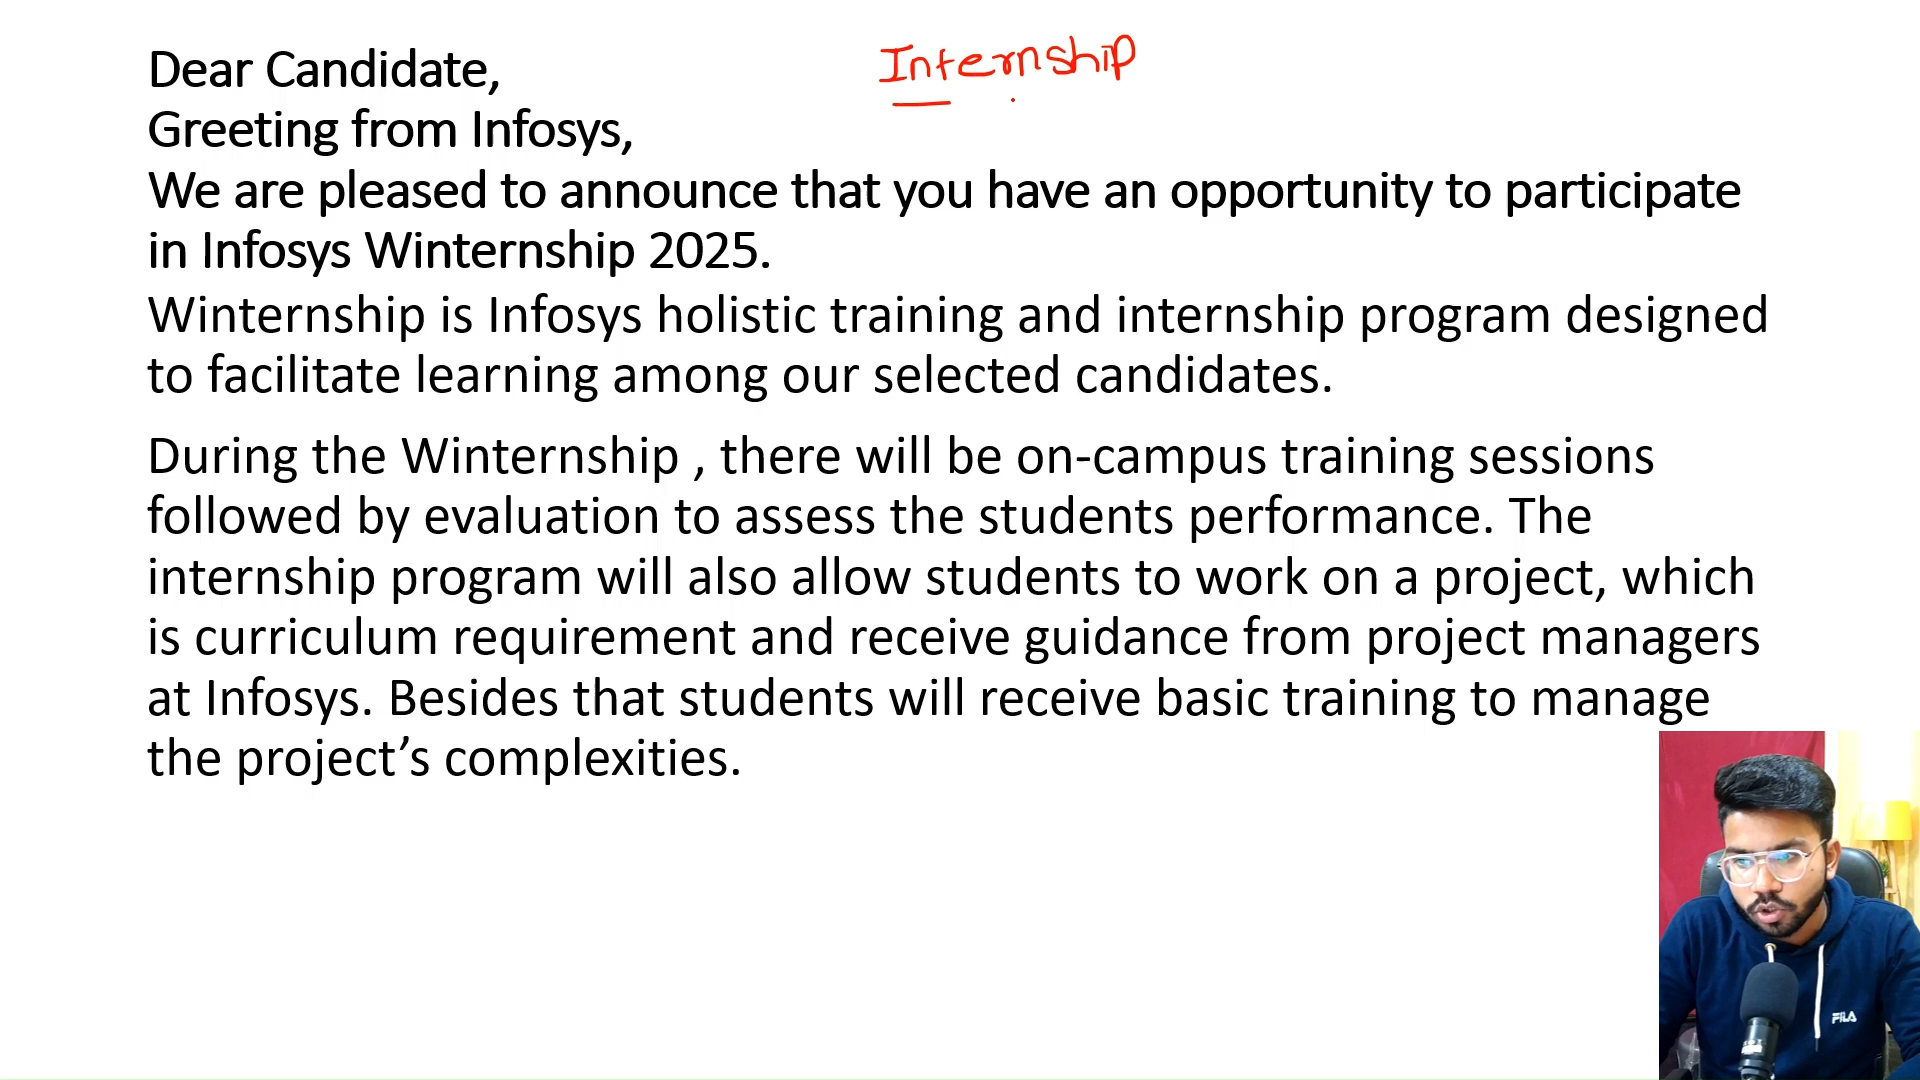 Internship
Dear Candidate,
Greeting from Infosys,
We are pleased to announce that you have an opportunity to participate
in Infosys Winternship 2025.
Winternship is Infosys holistic training and internship program designed
to facilitate learning among our selected candidates.
During the Winternship , there will be on-campus training sessions
followed by evaluation to assess the students performance. The
internship program will also allow students to work on a project, which
is curriculum requirement and receive guidance from project managers
at Infosys. Besides that students will receive basic training to manage
the project’s complexities.
FILA